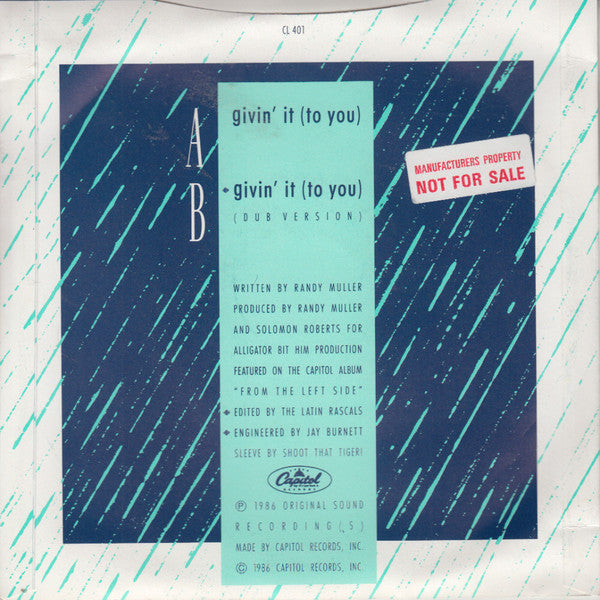 CL 401
A
givin' it (to you)
MANUFACTURERS PROPERTY
NOT FOR SALE
B
givin' it (to you)
(DUB VERSION)
WRITTEN BY RANDY MULLER
PRODUCED BY RANDY MULLER
AND SOLOMON ROBERTS FOR
ALLIGATOR BIT HIM PRODUCTION
FEATURED ON THE CAPITOL ALBUM
"FROM THE LEFT SIDE"
EDITED BY THE LATIN RASCALS
ENGINEERED BY JAY BURNETT
SLEEVE BY SHOOT THAT TIGER!
Capitol
Ⓟ 1986 ORIGINAL SOUND
RECORDING(S)
MADE BY CAPITOL RECORDS, INC.
© 1986 CAPITOL RECORDS, INC.